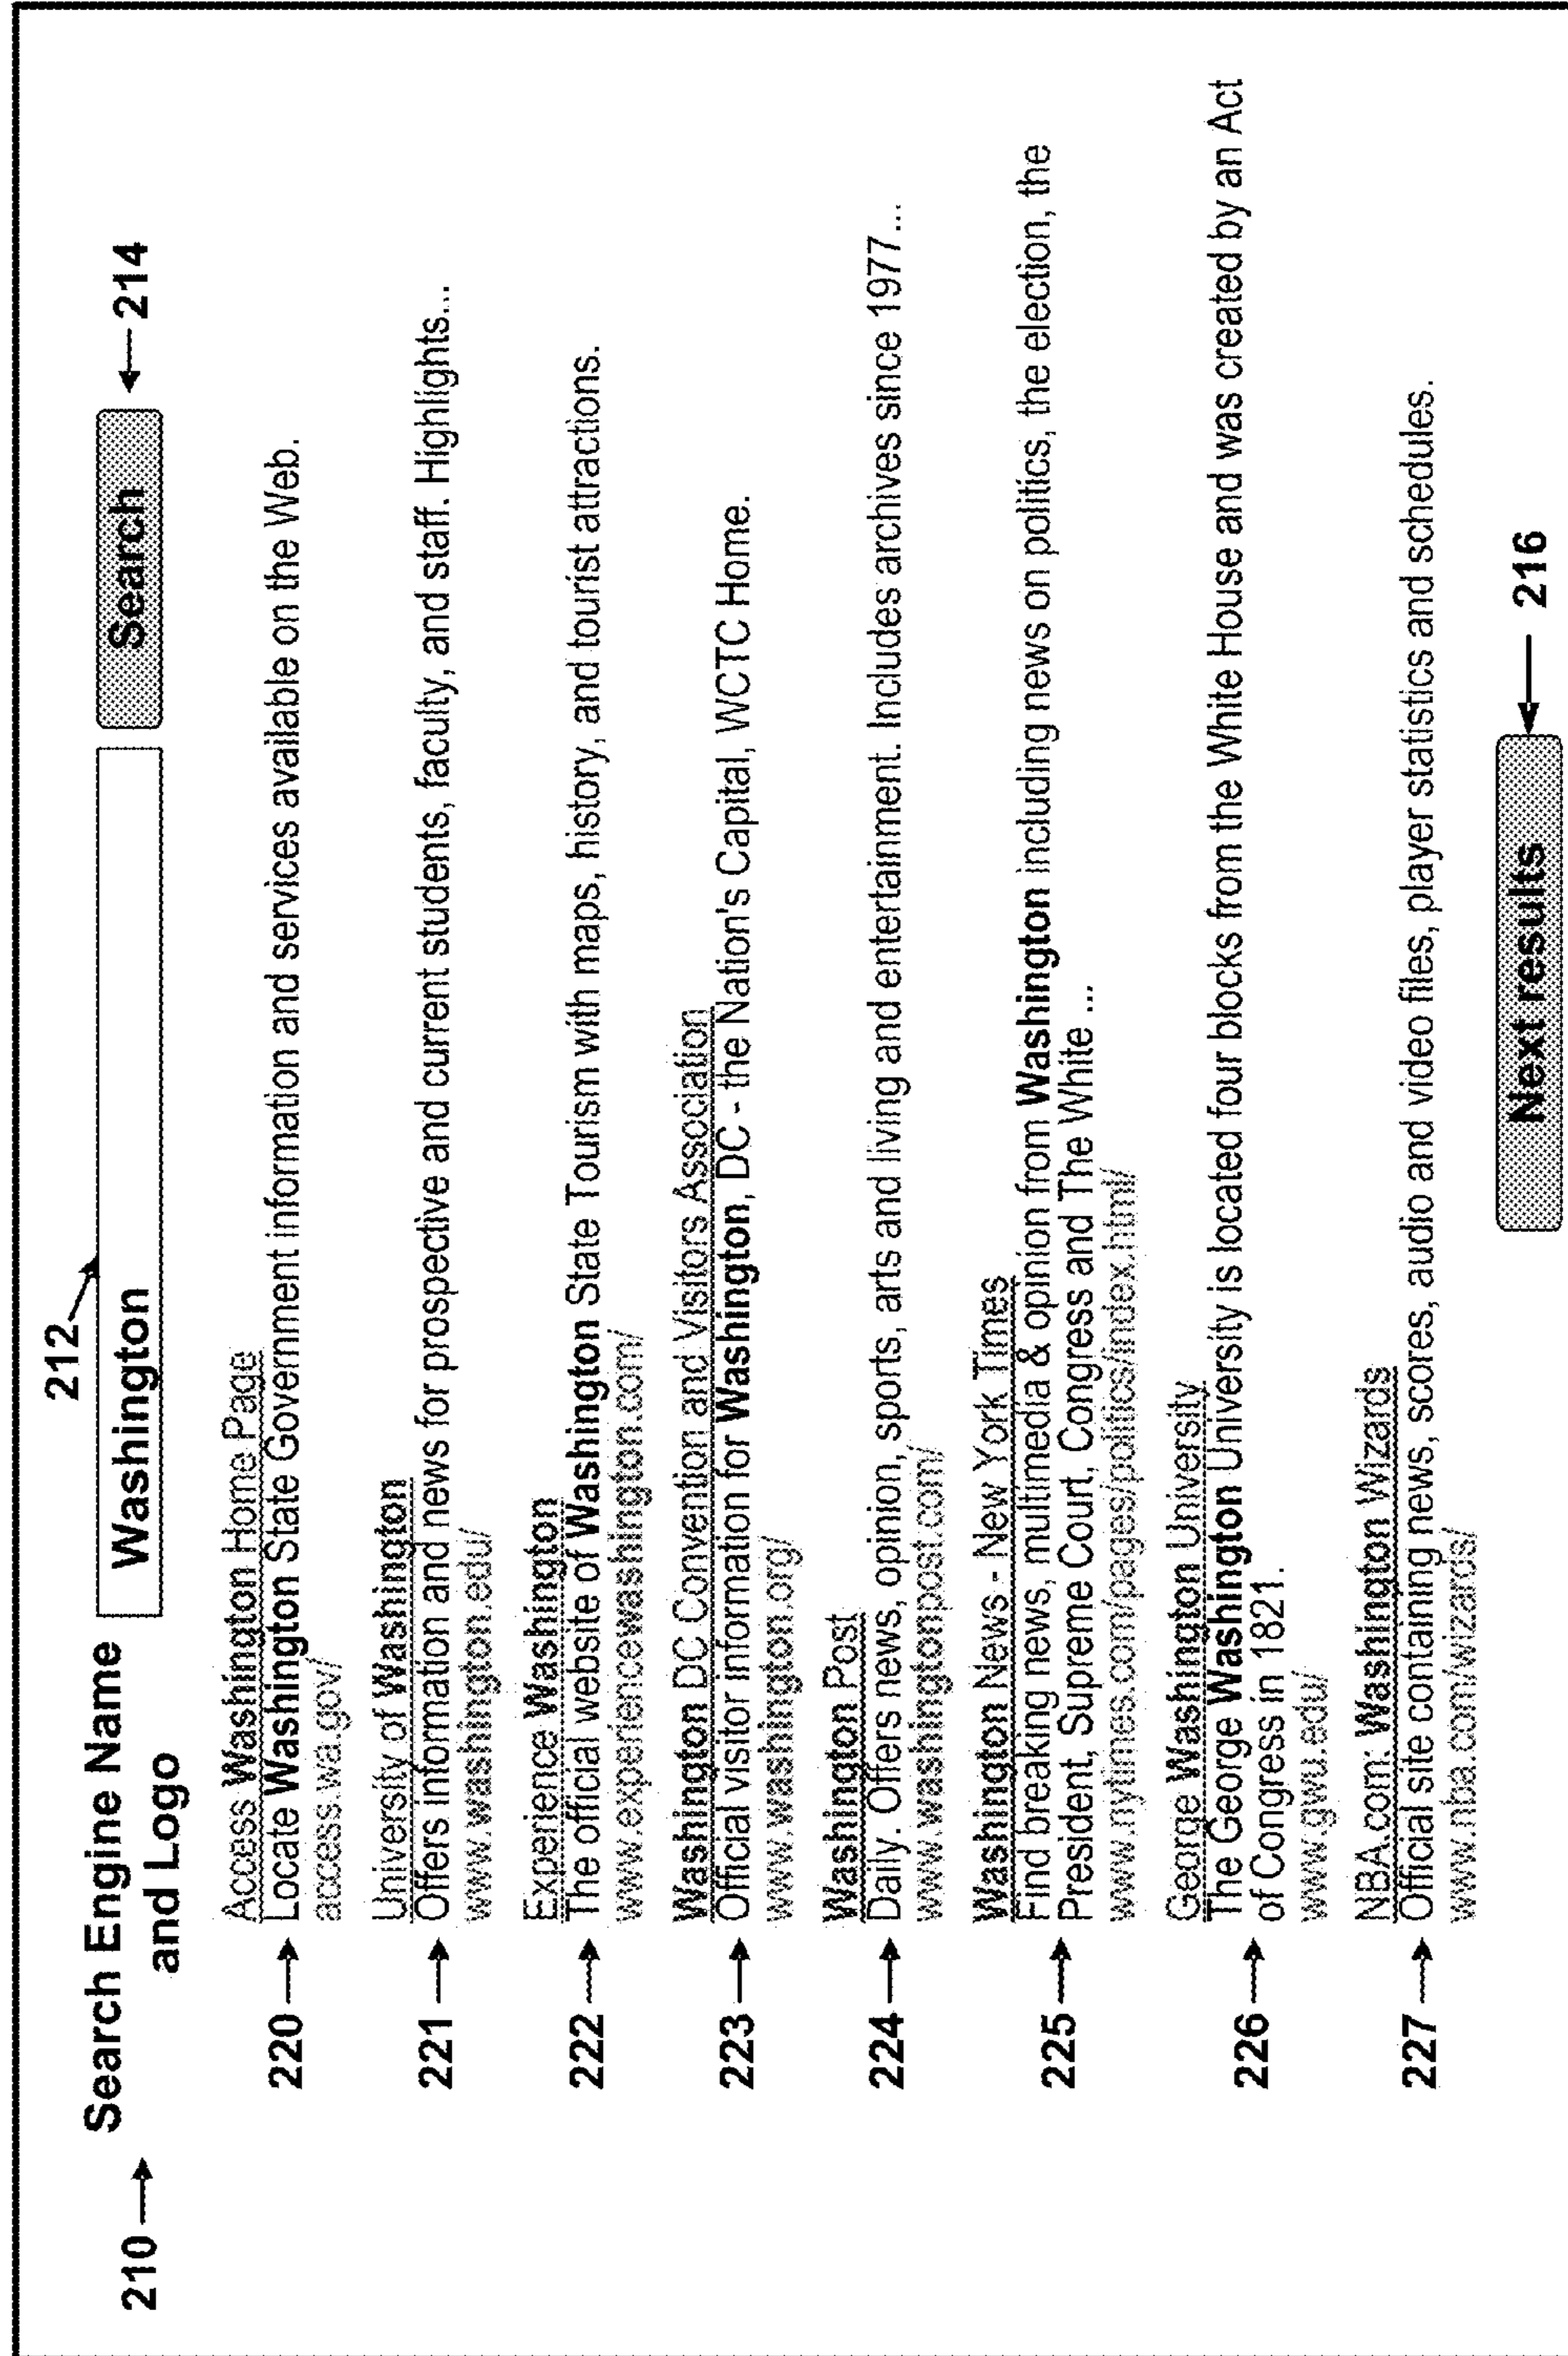 212
210 Search Engine Name Washington Search 214
and Logo
Access Washington Home Page
220 Locate Washington State Government information and services available on the Web.
access.wa.gov/
University of Washington
221 Offers information and news for prospective and current students, faculty, and staff. Highlights...
www.washington.edu/
Experience Washington
222 The official website of Washington State Tourism with maps, history, and tourist attractions.
www.experiencewashington.com/
Washington DC Convention and Visitors Association
223 Official visitor information for Washington, DC - the Nation's Capital, WCTC Home.
www.washington.org/
Washington Post
224 Daily. Offers news, opinion, sports, arts and living and entertainment. Includes archives since 1977...
www.washingtonpost.com/
Washington News - New York Times
225 Find breaking news, multimedia & opinion from Washington including news on politics, the election, the
President, Supreme Court, Congress and The White ...
www.nytimes.com/pages/politics/index.html/
George Washington University
226 The George Washington University is located four blocks from the White House and was created by an Act
of Congress in 1821.
www.gwu.edu/
NBA.com: Washington Wizards
227 Official site containing news, scores, audio and video files, player statistics and schedules.
www.nba.com/wizards/
Next results 216